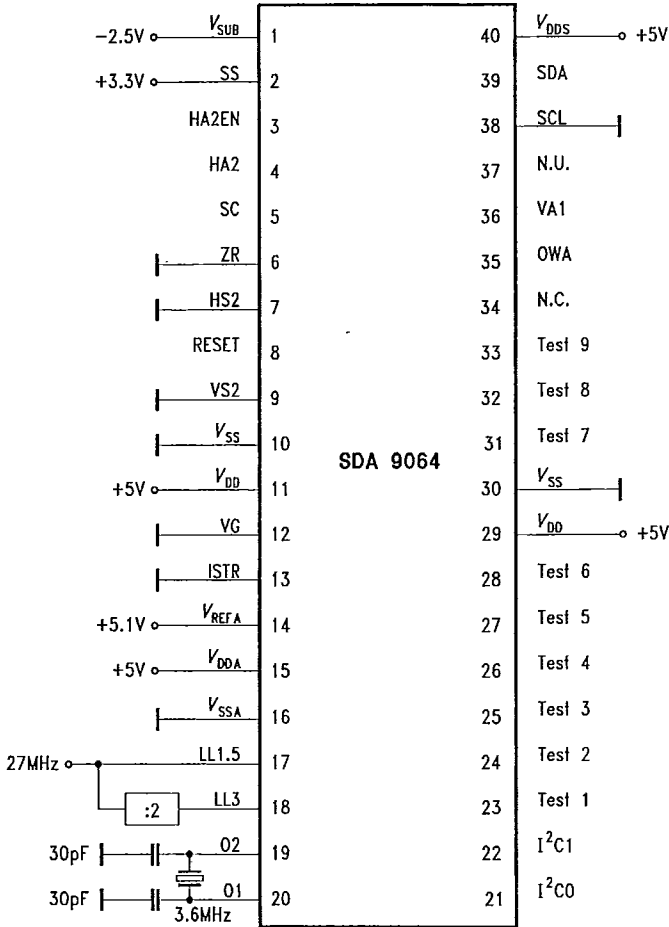 -2.5V V_SUB 1 40 V_DDS +5V
+3.3V SS 2 39 SDA
HA2EN 3 38 SCL
HA2 4 37 N.U.
SC 5 36 VA1
ZR 6 35 OWA
HS2 7 34 N.C.
RESET 8 33 Test 9
VS2 9 32 Test 8
V_SS 10 31 Test 7
SDA 9064
+5V V_DD 11 30 V_SS
VG 12 29 V_DD +5V
ISTR 13 28 Test 6
+5.1V V_REFA 14 27 Test 5
+5V V_DDA 15 26 Test 4
V_SSA 16 25 Test 3
27MHz LL1.5 17 24 Test 2
:2 LL3 18 23 Test 1
30pF O2 19 22 I²C1
30pF O1 20 21 I²C0
3.6MHz